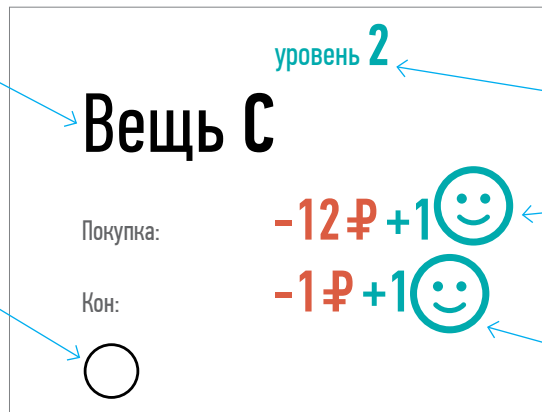 уровень 2
Вещь C
Покупка: -12 ₽ +1
Кон: -1 ₽ +1